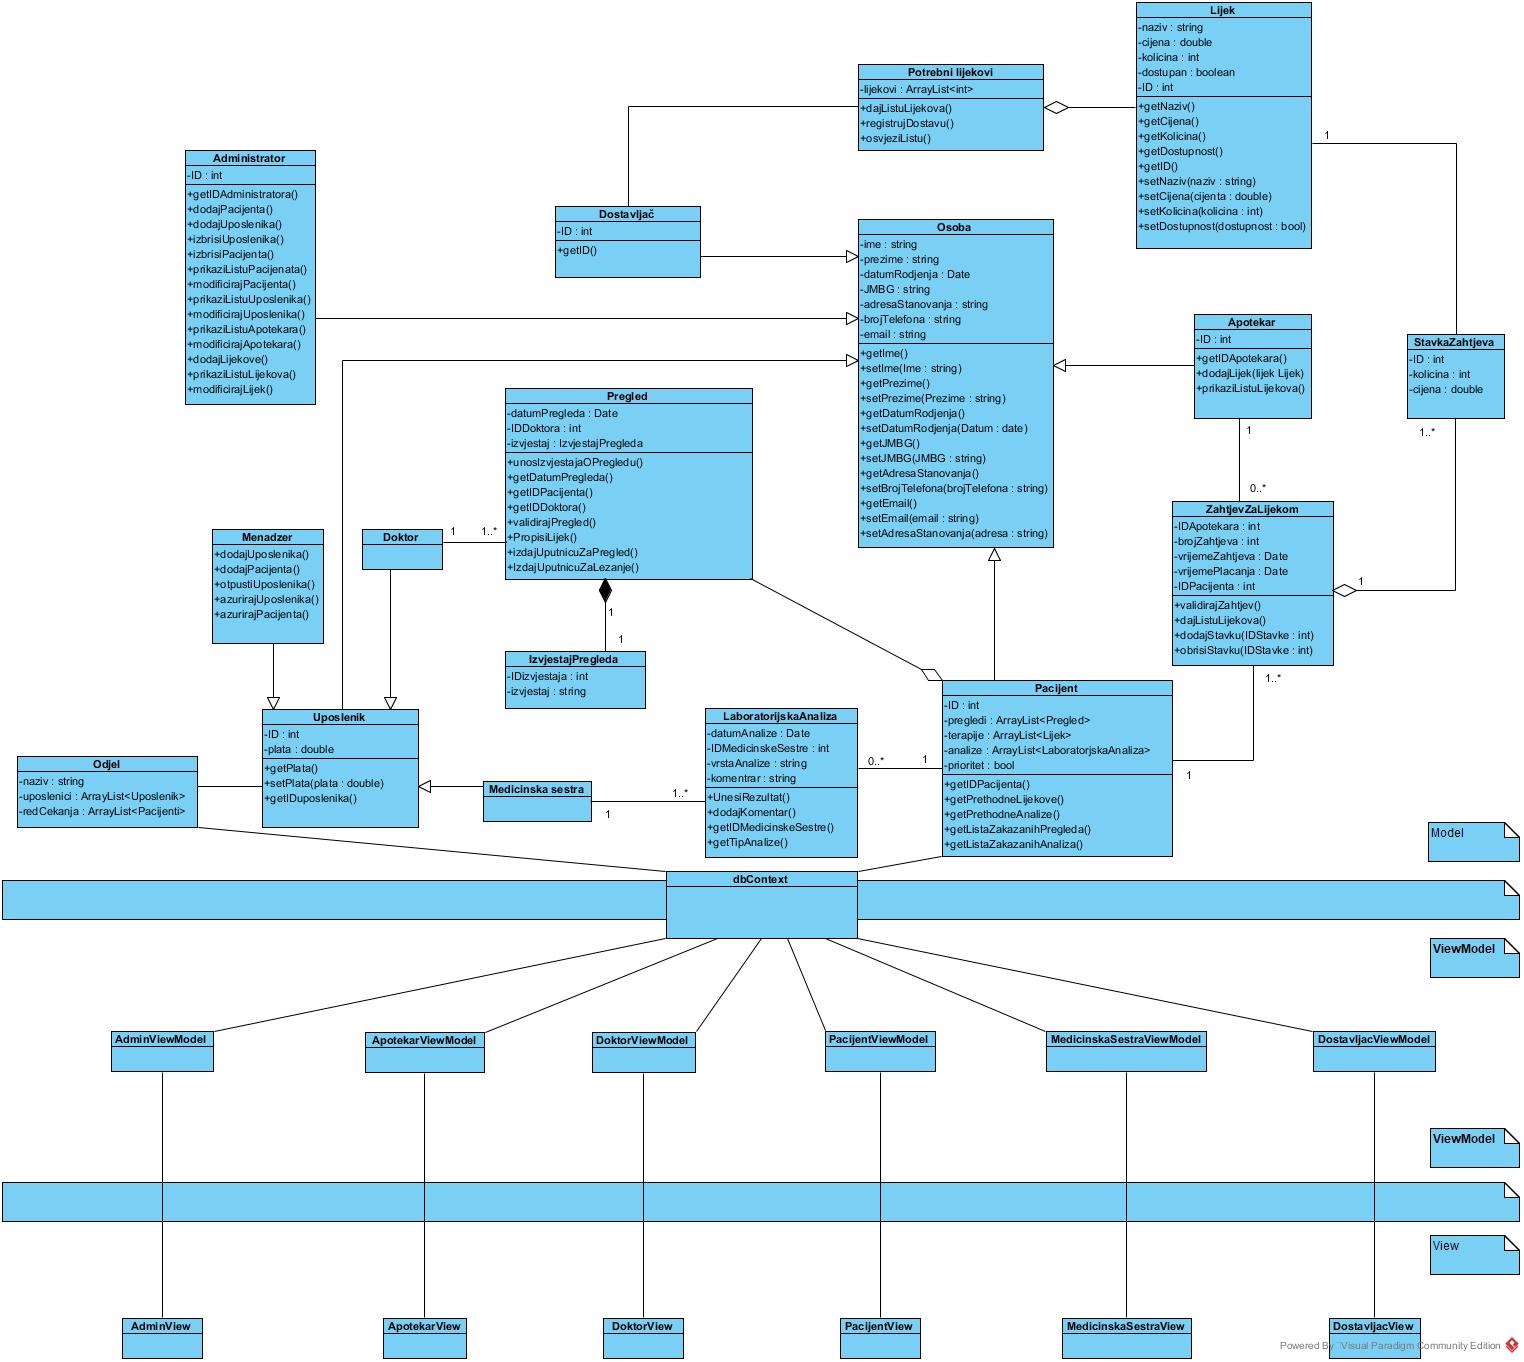 Lijek
-naziv : string
-cijena : double
-kolicina : int
-dostupan : boolean
-ID : int
+getNaziv()
+getCijena()
+getKolicina()
+getDostupnost()
+getID()
+setNaziv(naziv : string)
+setCijena(cijenta : double)
+setKolicina(kolicina : int)
+setDostupnost(dostupnost : bool)
1
Potrebni lijekovi
-lijekovi : ArrayList<int>
+dajListuLijekova()
+registrujDostavu()
+osvjeziListu()
Administrator
-ID : int
+getIDAdministratora()
+dodajPacijenta()
+dodajUposlenika()
+izbrisiUposlenika()
+izbrisiPacijenta()
+prikaziListuPacijenata()
+modificirajPacijenta()
+prikaziListuUposlenika()
+modificirajUposlenika()
+prikaziListuApotekara()
+modificirajApotekara()
+dodajLijekove()
+prikaziListuLijekova()
+modificirajLijek()
Dostavljač
-ID : int
+getID()
Osoba
-ime : string
-prezime : string
-datumRodjenja : Date
-JMBG : string
-adresaStanovanja : string
-brojTelefona : string
-email : string
+getIme()
+setIme(Ime : string)
+getPrezime()
+setPrezime(Prezime : string)
+getDatumRodjenja()
+setDatumRodjenja(Datum : date)
+getJMBG()
+setJMBG(JMBG : string)
+getAdresaStanovanja()
+setBrojTelefona(brojTelefona : string)
+getEmail()
+setEmail(email : string)
+setAdresaStanovanja(adresa : string)
Apotekar
-ID : int
+getIDApotekara()
+dodajLijek(lijek Lijek)
+prikaziListuLijekova()
1
0..*
StavkaZahtjeva
-ID : int
-kolicina : int
-cijena : double
1..*
Pregled
-datumPregleda : Date
-IDDoktora : int
-izvjestaj : IzvjestajPregleda
+unosIzvjestajaOPregledu()
+getDatumPregleda()
+getIDPacijenta()
+getIDDoktora()
+validirajPregled()
+PropisiLijek()
+izdajUputnicuZaPregled()
+IzdajUputnicuZaLezanje()
ZahtjevZaLijekom
-IDApotekara : int
-brojZahtjeva : int
-vrijemeZahtjeva : Date
-vrijemePlacanja : Date
-IDPacijenta : int
+validirajZahtjev()
+dajListuLijekova()
+dodajStavku(IDStavke : int)
+obrisiStavku(IDStavke : int)
1
1..*
1
Menadzer
+dodajUposlenika()
+dodajPacijenta()
+otpustiUposlenika()
+azurirajUposlenika()
+azurirajPacijenta()
Doktor
1
1..*
1
1
IzvjestajPregleda
-IDizvjestaja : int
-izvjestaj : string
Pacijent
-ID : int
-pregledi : ArrayList<Pregled>
-terapije : ArrayList<Lijek>
-analize : ArrayList<LaboratorjskaAnaliza>
-prioritet : bool
+getIDPacijenta()
+getPrethodneLijekove()
+getPrethodneAnalize()
+getListaZakazanihPregleda()
+getListaZakazanihAnaliza()
Uposlenik
-ID : int
-plata : double
+getPlata()
+setPlata(plata : double)
+getIDuposlenika()
LaboratorijskaAnaliza
-datumAnalize : Date
-IDMedicinskeSestre : int
-vrstaAnalize : string
-komentrar : string
+UnesiRezultat()
+dodajKomentar()
+getIDMedicinskeSestre()
+getTipAnalize()
0..*
1
Odjel
-naziv : string
-uposlenici : ArrayList<Uposlenik>
-redCekanja : ArrayList<Pacijenti>
Medicinska sestra
1
1..*
Model
dbContext
ViewModel
AdminViewModel
ApotekarViewModel
DoktorViewModel
PacijentViewModel
MedicinskaSestraViewModel
DostavljacViewModel
ViewModel
View
AdminView
ApotekarView
DoktorView
PacijentView
MedicinskaSestraView
DostavljacView
Powered By Visual Paradigm Community Edition